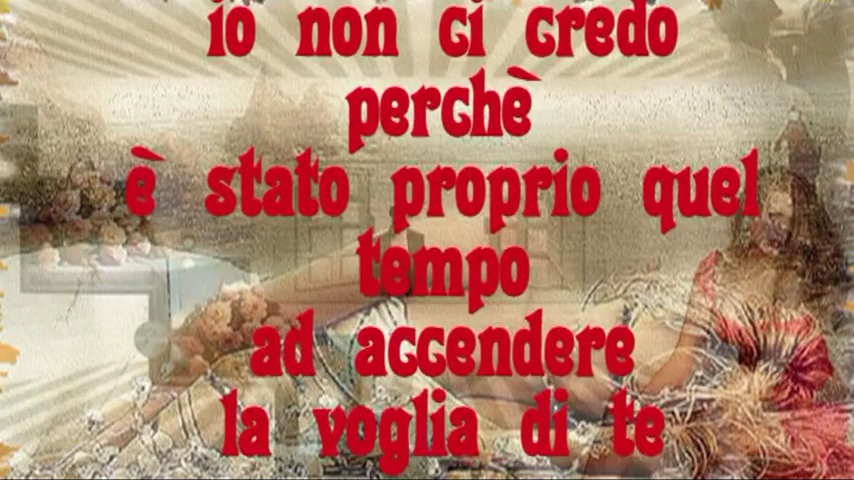 io non ci credo
perchè
è stato proprio quel
tempo
ad accendere
la voglia di te